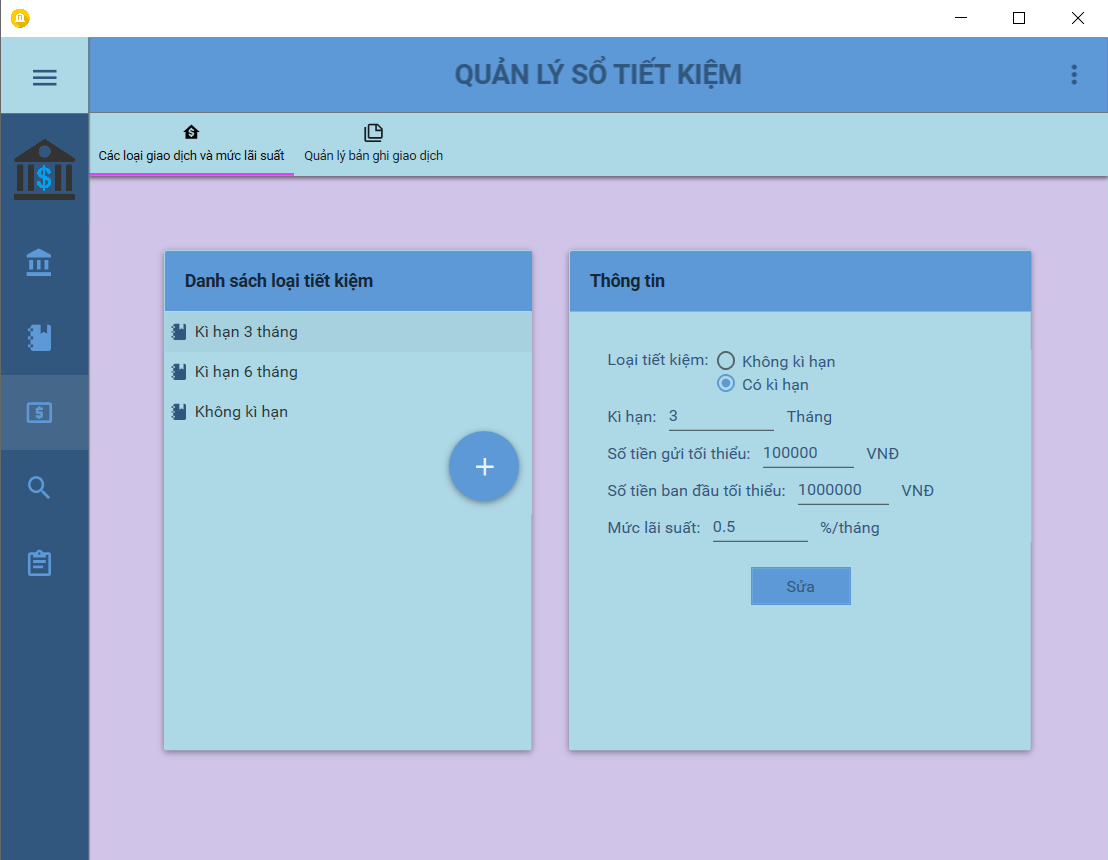 QUẢN LÝ SỔ TIẾT KIỆM
Các loại giao dịch và mức lãi suất
Quản lý bản ghi giao dịch
Danh sách loại tiết kiệm
Kì hạn 3 tháng
Kì hạn 6 tháng
Không kì hạn
Thông tin
Loại tiết kiệm: Không kì hạn
Có kì hạn
Kì hạn: 3 Tháng
Số tiền gửi tối thiểu: 100000 VNĐ
Số tiền ban đầu tối thiểu: 1000000 VNĐ
Mức lãi suất: 0.5 %/tháng
Sửa